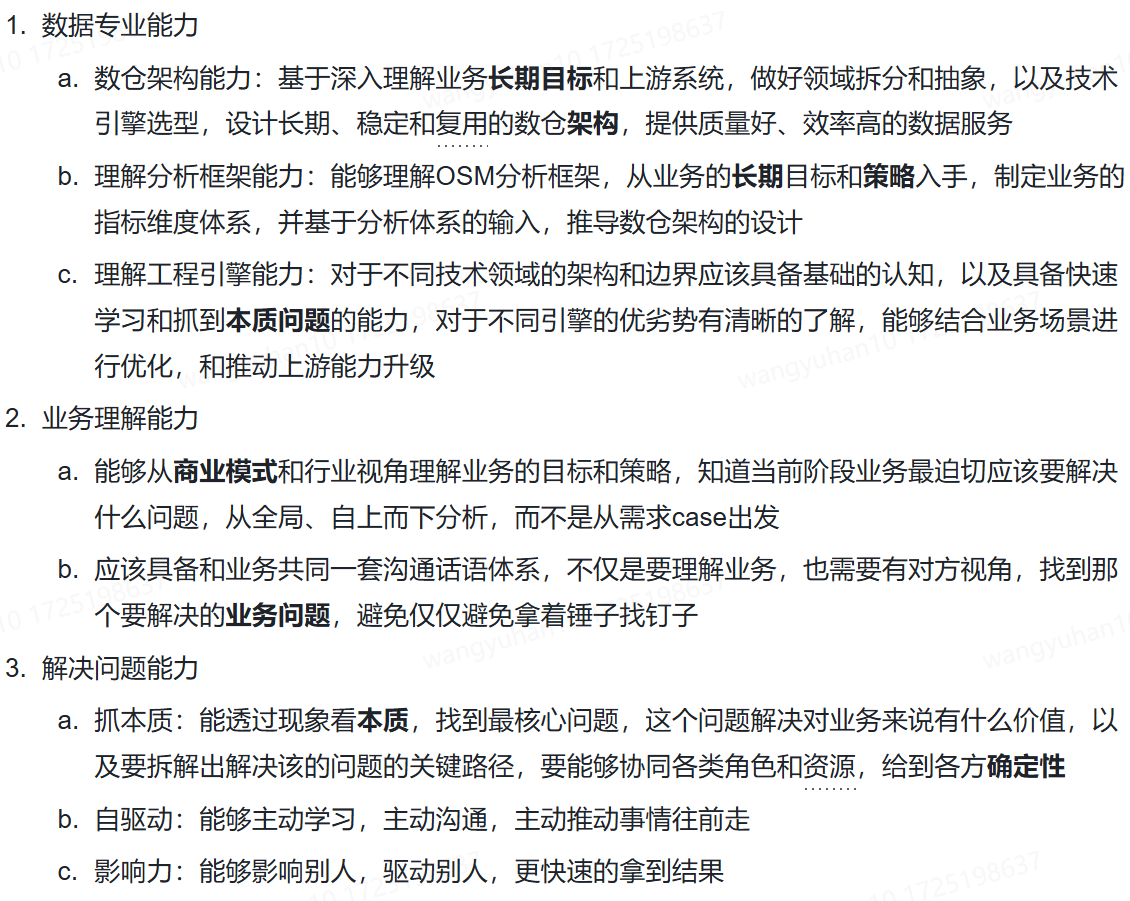 1. 数据专业能力
a. 数仓架构能力：基于深入理解业务长期目标和上游系统，做好领域拆分和抽象，以及技术
引擎选型，设计长期、稳定和复用的数仓架构，提供质量好、效率高的数据服务
b. 理解分析框架能力：能够理解OSM分析框架，从业务的长期目标和策略入手，制定业务的
指标维度体系，并基于分析体系的输入，推导数仓架构的设计
c. 理解工程引擎能力：对于不同技术领域的架构和边界应该具备基础的认知，以及具备快速
学习和抓到本质问题的能力，对于不同引擎的优劣势有清晰的了解，能够结合业务场景进
行优化，和推动上游能力升级
2. 业务理解能力
a. 能够从商业模式和行业视角理解业务的目标和策略，知道当前阶段业务最迫切应该要解决
什么问题，从全局、自上而下分析，而不是从需求case出发
b. 应该具备和业务共同一套沟通话语体系，不仅是要理解业务，也需要有对方视角，找到那
个要解决的业务问题，避免仅仅避免拿着锤子找钉子
3. 解决问题能力
a. 抓本质：能透过现象看本质，找到最核心问题，这个问题解决对业务来说有什么价值，以
及要拆解出解决该的问题的关键路径，要能够协同各类角色和资源，给到各方确定性
b. 自驱动：能够主动学习，主动沟通，主动推动事情往前走
c. 影响力：能够影响别人，驱动别人，更快速的拿到结果